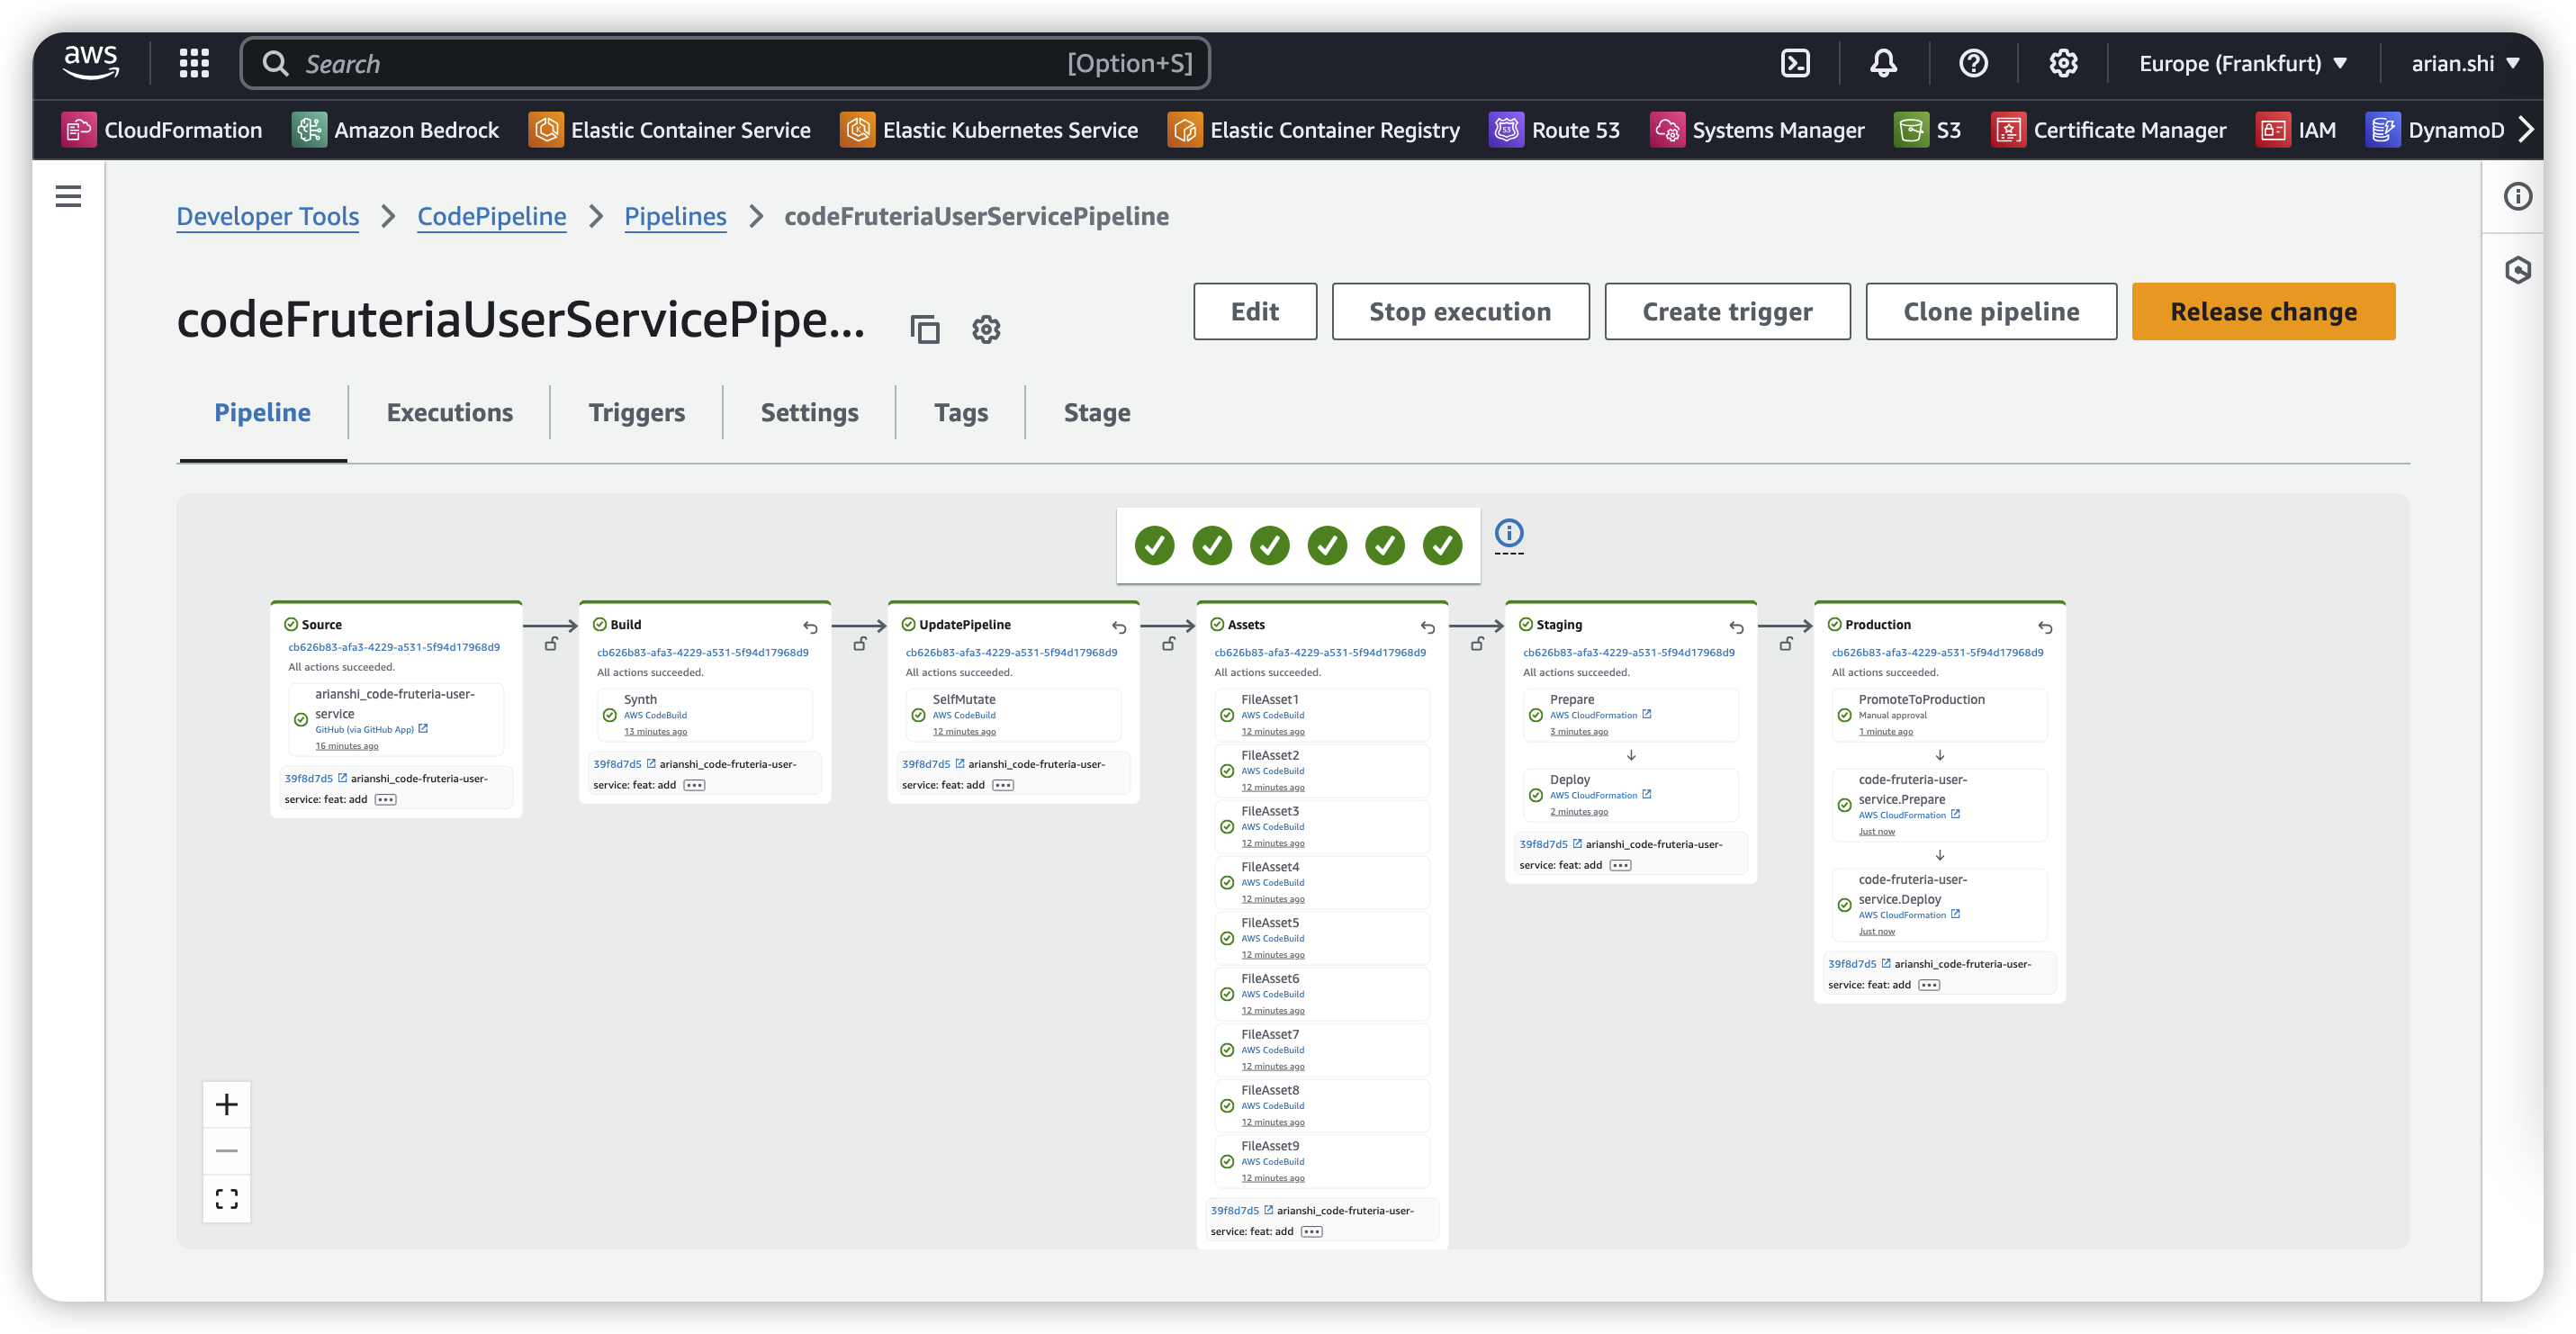 aws
Search [Option+S]
Europe (Frankfurt)
arian.shi
CloudFormation
Amazon Bedrock
Elastic Container Service
Elastic Kubernetes Service
Elastic Container Registry
Route 53
Systems Manager
S3
Certificate Manager
IAM
DynamoD
Developer Tools
CodePipeline
Pipelines
codeFruteriaUserServicePipeline
codeFruteriaUserServicePipe...
Edit
Stop execution
Create trigger
Clone pipeline
Release change
Pipeline
Executions
Triggers
Settings
Tags
Stage
Source
cb626b83-afa3-4229-a531-5f94d17968d9
All actions succeeded.
arianshi_code-fruteria-user-
service
GitHub (via GitHub App)
16 minutes ago
39f8d7d5 arianshi_code-fruteria-user-
service: feat: add
Build
cb626b83-afa3-4229-a531-5f94d17968d9
All actions succeeded.
Synth
AWS CodeBuild
13 minutes ago
39f8d7d5 arianshi_code-fruteria-user-
service: feat: add
UpdatePipeline
cb626b83-afa3-4229-a531-5f94d17968d9
All actions succeeded.
SelfMutate
AWS CodeBuild
12 minutes ago
39f8d7d5 arianshi_code-fruteria-user-
service: feat: add
Assets
cb626b83-afa3-4229-a531-5f94d17968d9
All actions succeeded.
FileAsset1
AWS CodeBuild
12 minutes ago
FileAsset2
AWS CodeBuild
12 minutes ago
FileAsset3
AWS CodeBuild
12 minutes ago
FileAsset4
AWS CodeBuild
12 minutes ago
FileAsset5
AWS CodeBuild
12 minutes ago
FileAsset6
AWS CodeBuild
12 minutes ago
FileAsset7
AWS CodeBuild
12 minutes ago
FileAsset8
AWS CodeBuild
12 minutes ago
FileAsset9
AWS CodeBuild
12 minutes ago
39f8d7d5 arianshi_code-fruteria-user-
service: feat: add
Staging
cb626b83-afa3-4229-a531-5f94d17968d9
All actions succeeded.
Prepare
AWS CloudFormation
3 minutes ago
Deploy
AWS CloudFormation
2 minutes ago
39f8d7d5 arianshi_code-fruteria-user-
service: feat: add
Production
cb626b83-afa3-4229-a531-5f94d17968d9
All actions succeeded.
PromoteToProduction
Manual approval
1 minute ago
code-fruteria-user-
service.Prepare
AWS CloudFormation
Just now
code-fruteria-user-
service.Deploy
AWS CloudFormation
Just now
39f8d7d5 arianshi_code-fruteria-user-
service: feat: add